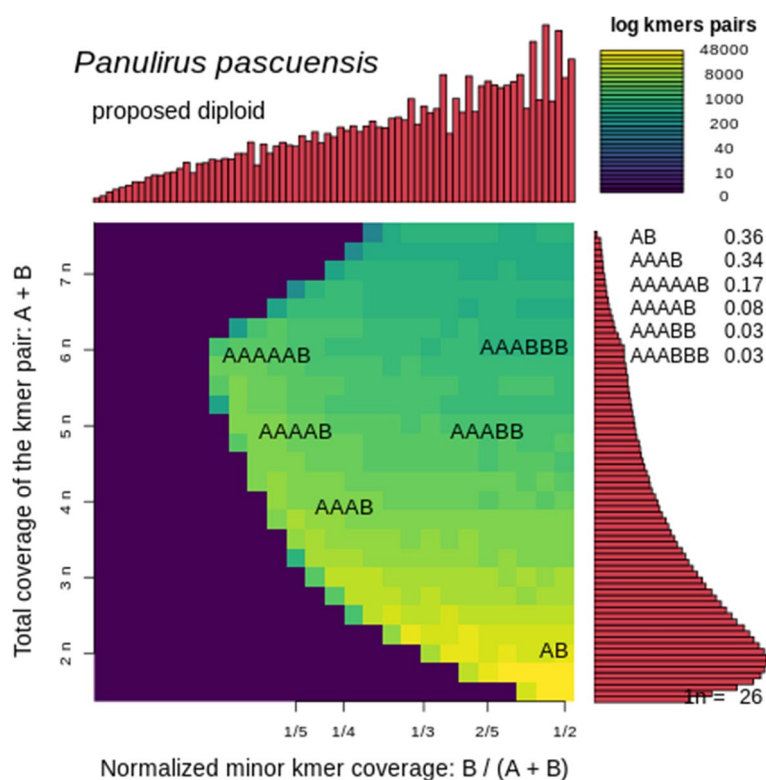 Panulirus pascuensis
proposed diploid
log kmers pairs
48000
8000
1000
200
40
10
0
Total coverage of the kmer pair: A + B
7 n
6 n
5 n
4 n
3 n
2 n
AAAAAB
AAABBB
AAAAB
AAABB
AAAB
AB
AB 0.36
AAAB 0.34
AAAAAB 0.17
AAAAB 0.08
AAABB 0.03
AAABBB 0.03
1n = 26
1/5 1/4 1/3 2/5 1/2
Normalized minor kmer coverage: B / (A + B)